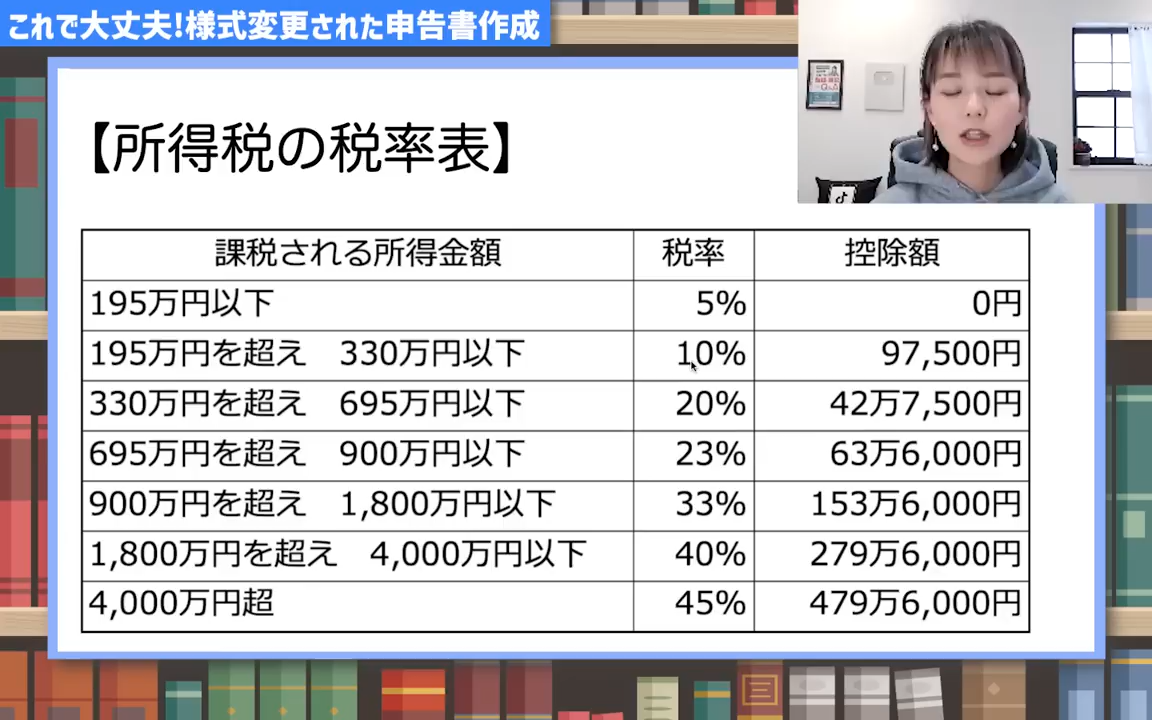 これで大丈夫!様式変更された申告書作成
【所得税の税率表】
課税される所得金額 税率 控除額
195万円以下 5% 0円
195万円を超え 330万円以下 10% 97,500円
330万円を超え 695万円以下 20% 42万7,500円
695万円を超え 900万円以下 23% 63万6,000円
900万円を超え 1,800万円以下 33% 153万6,000円
1,800万円を超え 4,000万円以下 40% 279万6,000円
4,000万円超 45% 479万6,000円